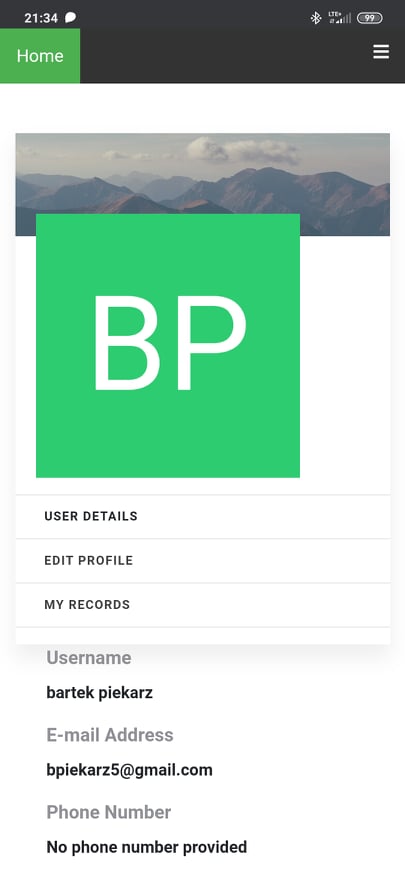 21:34
LTE+
99
Home
BP
USER DETAILS
EDIT PROFILE
MY RECORDS
Username
bartek piekarz
E-mail Address
bpiekarz5@gmail.com
Phone Number
No phone number provided